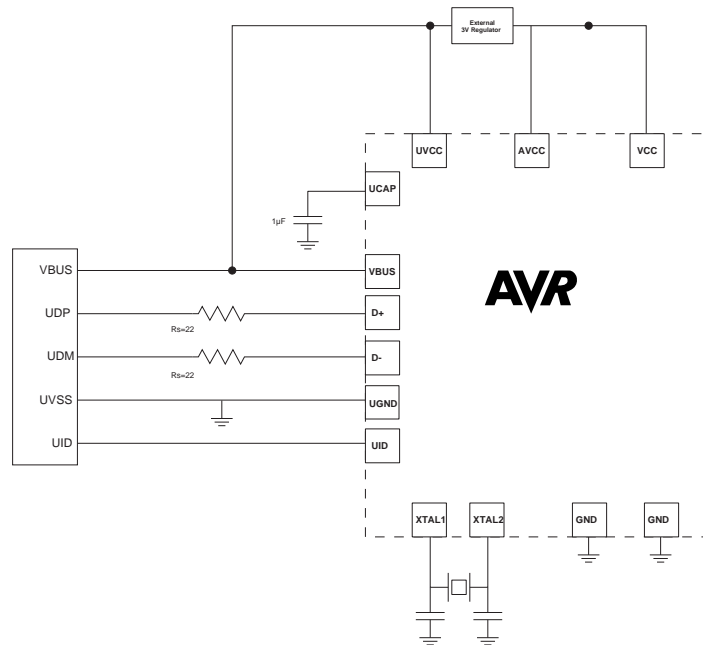 External
3V Regulator
UVCC
AVCC
VCC
UCAP
1µF
VBUS
VBUS
UDP
D+
Rs=22
UDM
D-
Rs=22
UVSS
UGND
UID
UID
AVR
XTAL1
XTAL2
GND
GND